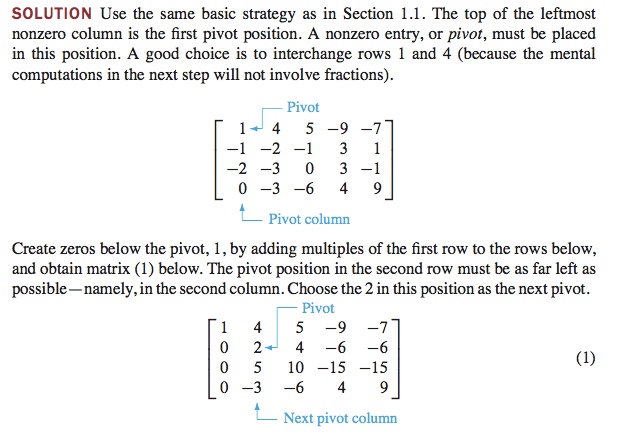 SOLUTION Use the same basic strategy as in Section 1.1. The top of the leftmost
nonzero column is the first pivot position. A nonzero entry, or pivot, must be placed
in this position. A good choice is to interchange rows 1 and 4 (because the mental
computations in the next step will not involve fractions).
Pivot
1 4 5 −9 −7
−1 −2 −1 3 1
−2 −3 0 3 −1
0 −3 −6 4 9
Pivot column
Create zeros below the pivot, 1, by adding multiples of the first row to the rows below,
and obtain matrix (1) below. The pivot position in the second row must be as far left as
possible—namely, in the second column. Choose the 2 in this position as the next pivot.
Pivot
1 4 5 −9 −7
0 2 4 −6 −6
0 5 10 −15 −15
0 −3 −6 4 9
(1)
Next pivot column